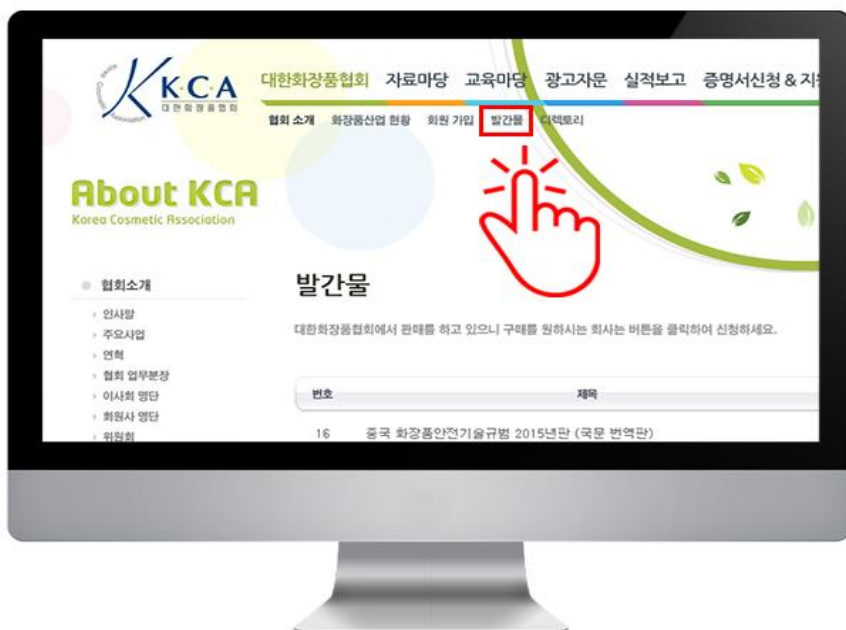 K·C·A
대한화장품협회
Korea Cosmetic Association
대한화장품협회 자료마당 교육마당 광고자문 실적보고 증명서신청 & 지
협회 소개 화장품산업 현황 회원 가입 발간물 디렉토리
About KCA
Korea Cosmetic Association
협회소개
인사말
주요사업
연혁
협회 업무분장
이사회 명단
회원사 명단
위원회
발간물
대한화장품협회에서 판매를 하고 있으니 구매를 원하시는 회사는 버튼을 클릭하여 신청하세요.
번호 제목
16 중국 화장품안전기술규범 2015년판 (국문 번역판)